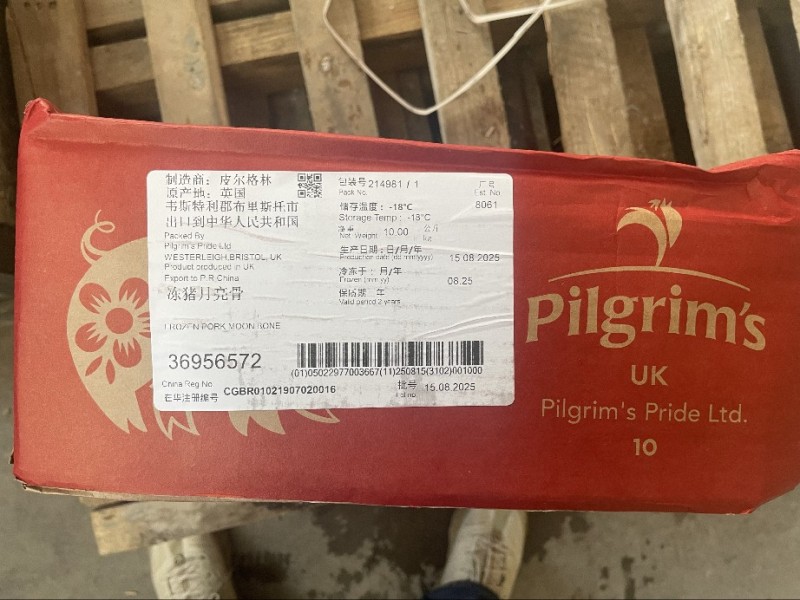 制造商：皮尔格林
原产地：英国
韦斯特利郡布里斯托市
出口到中华人民共和国
Packed By
Pilgrim's Pride Ltd
WESTERLEIGH,BRISTOL, UK
Product produced in UK
Export to P.R.China
冻猪月亮骨
FROZEN PORK MOON BONE
36956572
China Reg No
在华注册编号 CGBR01021907020016
包装号 214981 / 1
Pack No.
厂号
Est. No.
8061
储存温度：-18℃
Storage Temp : -18℃
净重 10.00 公斤
Net Weight
生产日期：日/月/年
15 08 2025
冷冻于：月/年
08.25
保质期 年
Valid period 2 years
(01)05022977003667(11)250815(3102)001000
批号 15.08.2025
Pilgrim's
UK
Pilgrim's Pride Ltd.
10